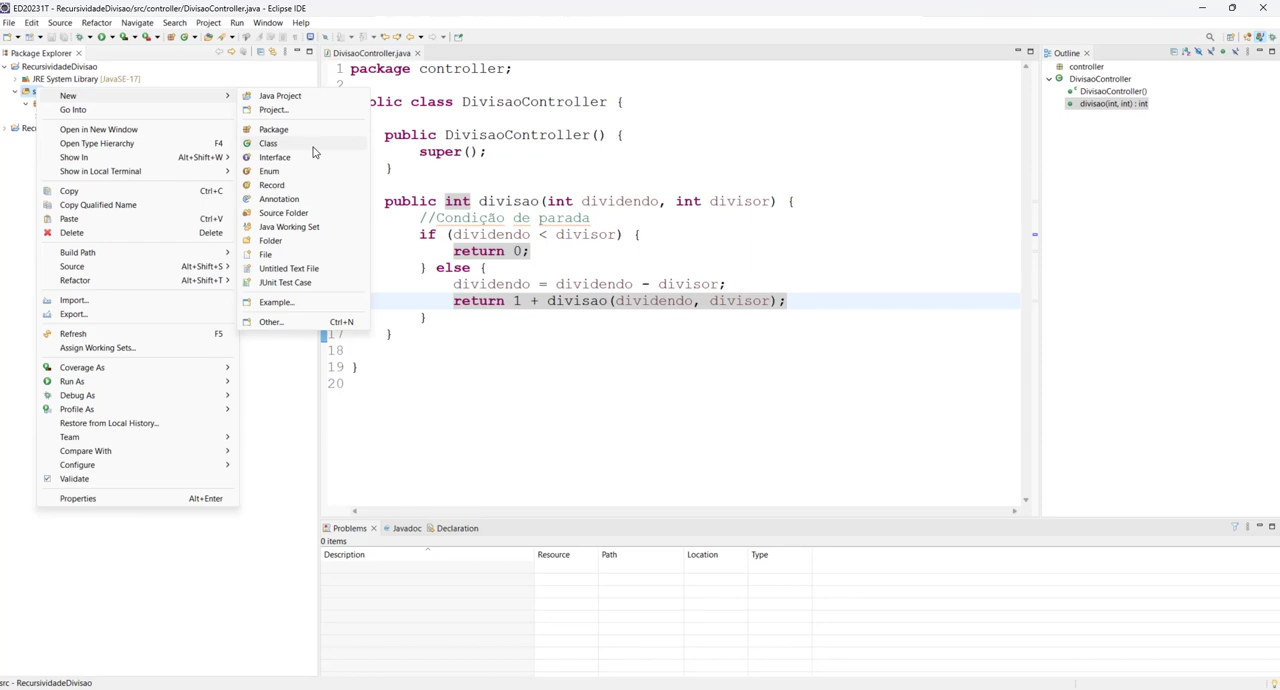 ED20231T - RecursividadeDivisao/src/controller/DivisaoController.java - Eclipse IDE
File Edit Source Refactor Navigate Search Project Run Window Help
Package Explorer
RecursividadeDivisao
JRE System Library [JavaSE-17]
New
Go Into
Open in New Window
Open Type Hierarchy F4
Show In Alt+Shift+W
Show in Local Terminal
Copy Ctrl+C
Copy Qualified Name
Paste Ctrl+V
Delete Delete
Build Path
Source Alt+Shift+S
Refactor Alt+Shift+T
Import...
Export...
Refresh F5
Assign Working Sets...
Coverage As
Run As
Debug As
Profile As
Restore from Local History...
Team
Compare With
Configure
Validate
Properties Alt+Enter
Java Project
Project...
Package
Class
Interface
Enum
Record
Annotation
Source Folder
Java Working Set
Folder
File
Untitled Text File
JUnit Test Case
Example...
Other... Ctrl+N
DivisaoController.java
1 package controller;
2
public class DivisaoController {
public DivisaoController() {
super();
}
public int divisao(int dividendo, int divisor) {
//Condição de parada
if (dividendo < divisor) {
return 0;
} else {
dividendo = dividendo - divisor;
return 1 + divisao(dividendo, divisor);
}
17 }
18
19 }
20
Outline
controller
DivisaoController
DivisaoController()
divisao(int, int) : int
Problems Javadoc Declaration
0 items
Description Resource Path Location Type
src - RecursividadeDivisao